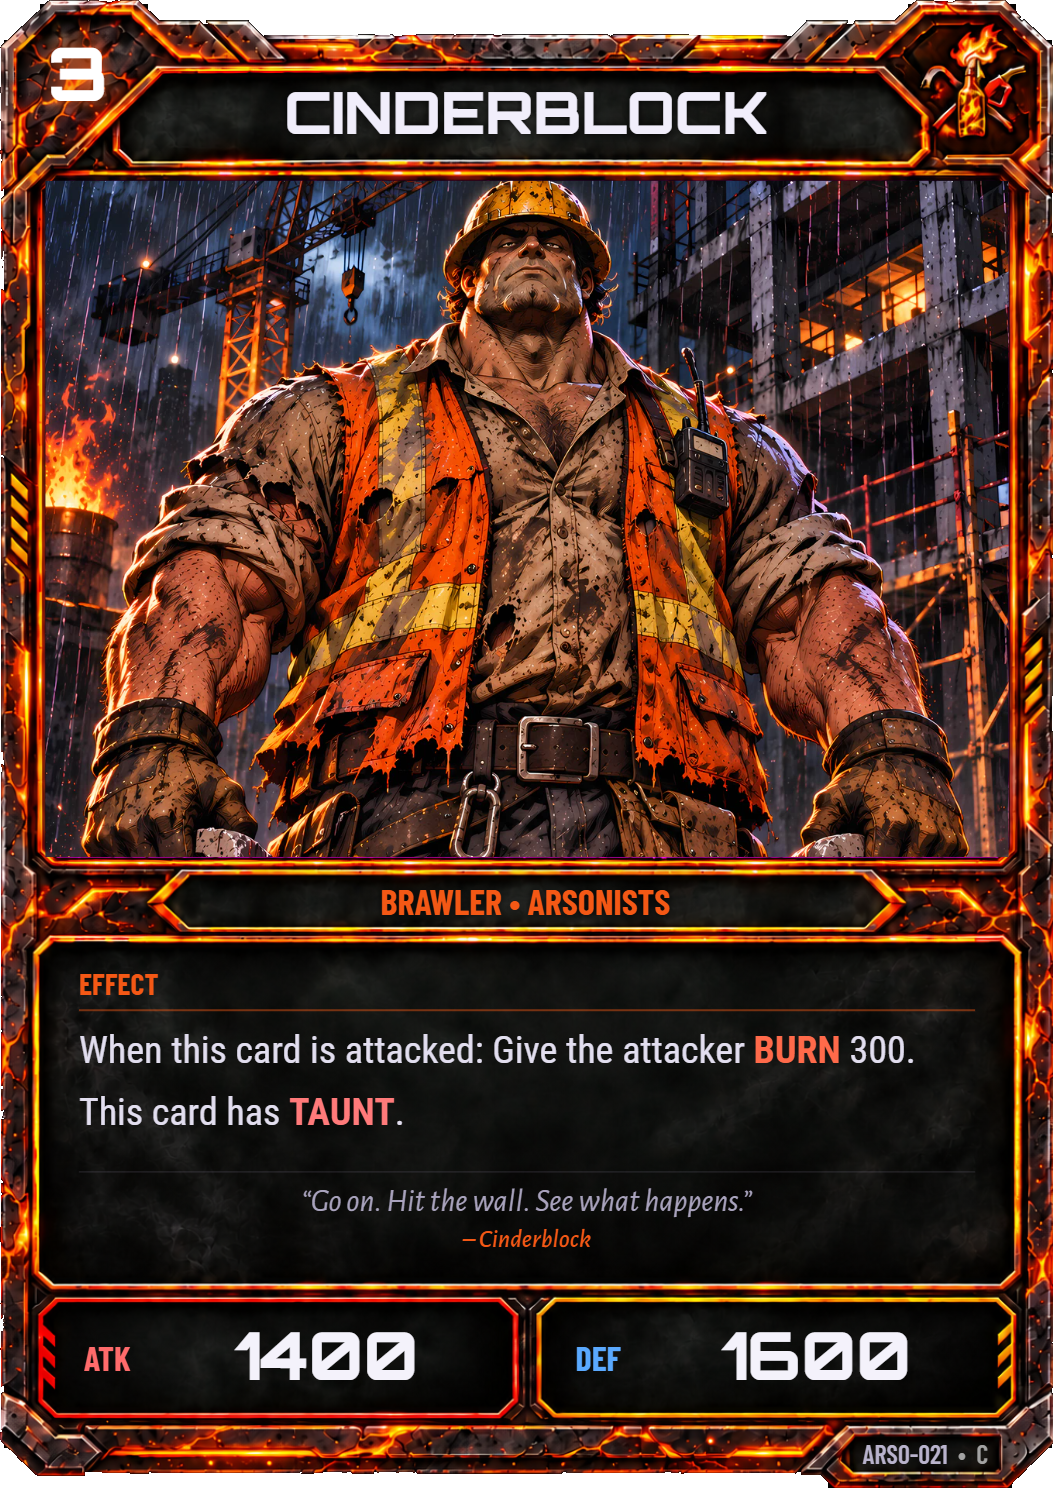 3
CINDERBLOCK
BRAWLER • ARSONISTS
EFFECT
When this card is attacked: Give the attacker BURN 300.
This card has TAUNT.
“Go on. Hit the wall. See what happens.”
– Cinderblock
ATK 1400
DEF 1600
ARSO-021 • C